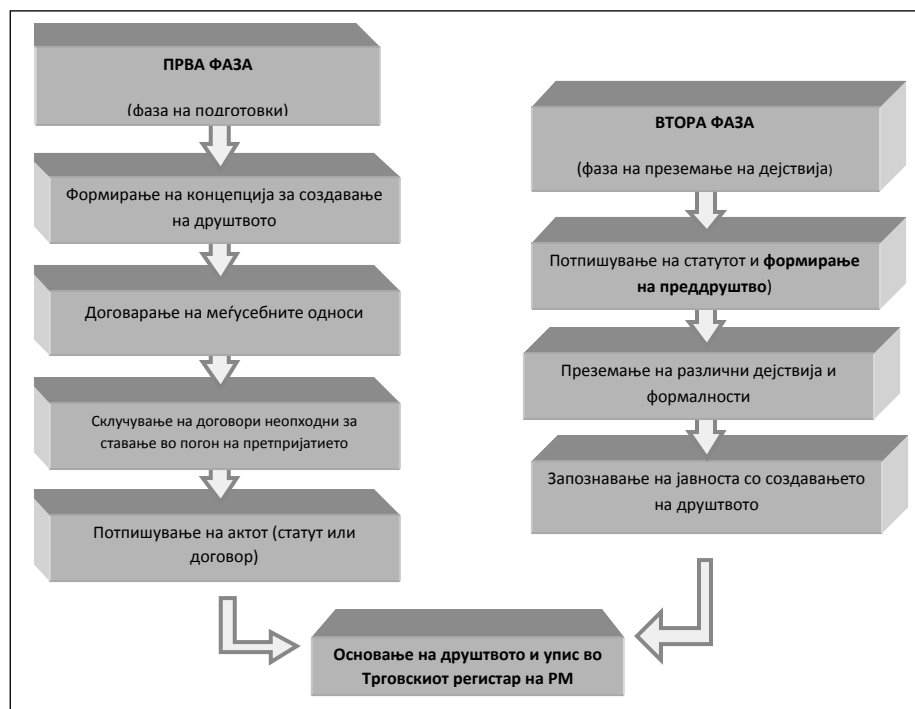 ПРВА ФАЗА
(фаза на подготовки)
Формирање на концепција за создавање
на друштвото
Договарање на меѓусебните односи
Склучување на договори неопходни за
ставање во погон на претпријатието
Потпишување на актот (статут или
договор)
ВТОРА ФАЗА
(фаза на преземање на дејствија)
Потпишување на статутот и формирање
на преддруштво)
Преземање на различни дејствија и
формалности
Запознавање на јавноста со создавањето
на друштвото
Основање на друштвото и упис во
Трговскиот регистар на РМ